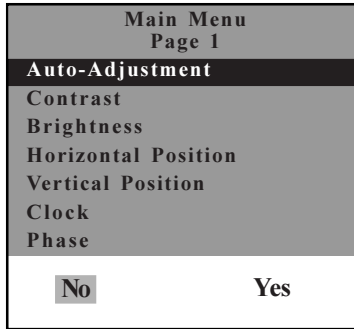 Main Menu
Page 1
Auto-Adjustment
Contrast
Brightness
Horizontal Position
Vertical Position
Clock
Phase
No Yes